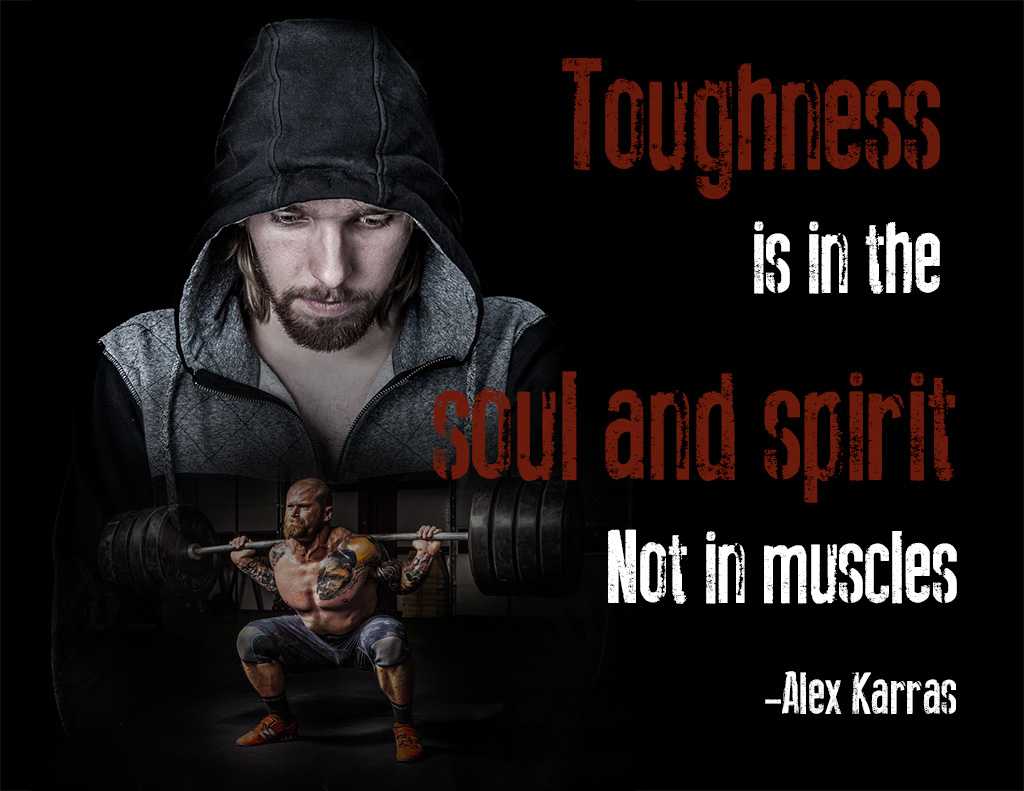 Toughness
is in the
soul and spirit
Not in muscles
-Alex Karras